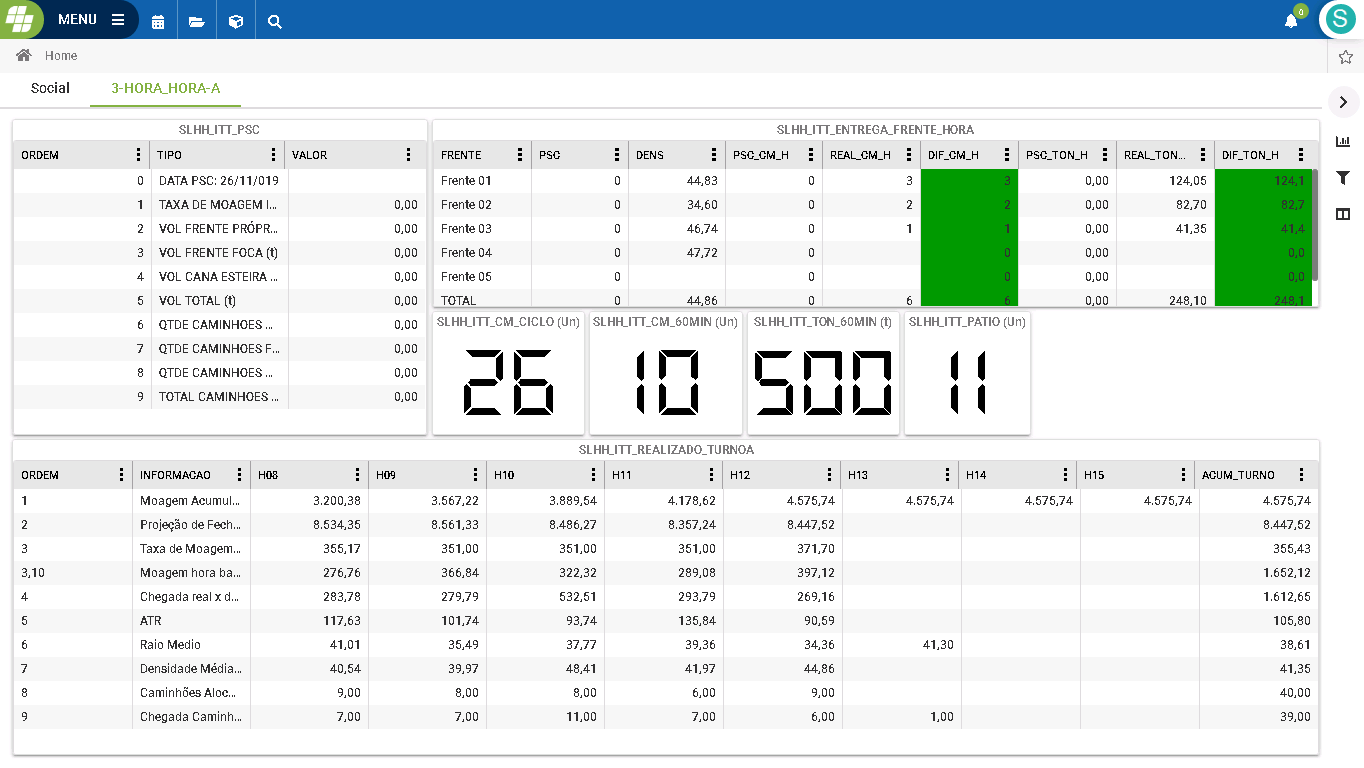 MENU
0
S
Home
Social 3-HORA_HORA-A
SLHH_ITT_PSC
ORDEM TIPO VALOR
0 DATA PSC: 26/11/019
1 TAXA DE MOAGEM I... 0,00
2 VOL FRENTE PRÓPR... 0,00
3 VOL FRENTE FOCA (t) 0,00
4 VOL CANA ESTEIRA ... 0,00
5 VOL TOTAL (t) 0,00
6 QTDE CAMINHOES ... 0,00
7 QTDE CAMINHOES F... 0,00
8 QTDE CAMINHOES ... 0,00
9 TOTAL CAMINHOES ... 0,00
SLHH_ITT_ENTREGA_FRENTE_HORA
FRENTE PSC DENS PSC_CM_H REAL_CM_H DIF_CM_H PSC_TON_H REAL_TON... DIF_TON_H
Frente 01 0 44,83 0 3 3 0,00 124,05 124,1
Frente 02 0 34,60 0 2 2 0,00 82,70 82,7
Frente 03 0 46,74 0 1 1 0,00 41,35 41,4
Frente 04 0 47,72 0 0 0,00 0,0
Frente 05 0 0 0 0,00 0,0
TOTAL 0 44,86 0 6 6 0,00 248,10 248,1
SLHH_ITT_CM_CICLO (Un)
26
SLHH_ITT_CM_60MIN (Un)
10
SLHH_ITT_TON_60MIN (t)
500
SLHH_ITT_PATIO (Un)
11
SLHH_ITT_REALIZADO_TURNOA
ORDEM INFORMACAO H08 H09 H10 H11 H12 H13 H14 H15 ACUM_TURNO
1 Moagem Acumul... 3.200,38 3.567,22 3.889,54 4.178,62 4.575,74 4.575,74 4.575,74 4.575,74 4.575,74
2 Projeção de Fech... 8.534,35 8.561,33 8.486,27 8.357,24 8.447,52 8.447,52
3 Taxa de Moagem... 355,17 351,00 351,00 351,00 371,70 355,43
3,10 Moagem hora ba... 276,76 366,84 322,32 289,08 397,12 1.652,12
4 Chegada real x d... 283,78 279,79 532,51 293,79 269,16 1.612,65
5 ATR 117,63 101,74 93,74 135,84 90,59 105,80
6 Raio Medio 41,01 35,49 37,77 39,36 34,36 41,30 38,61
7 Densidade Média... 40,54 39,97 48,41 41,97 44,86 41,35
8 Caminhões Aloc... 9,00 8,00 8,00 6,00 9,00 40,00
9 Chegada Caminh... 7,00 7,00 11,00 7,00 6,00 1,00 39,00